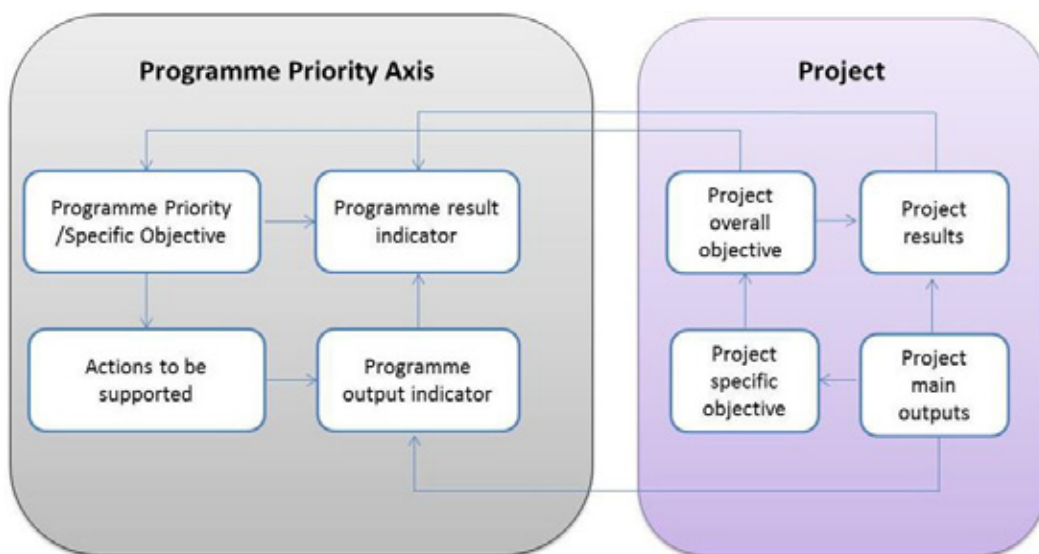 Programme Priority Axis
Project
Programme Priority
/Specific Objective
Programme result
indicator
Project
overall
objective
Project
results
Actions to be
supported
Programme
output indicator
Project
specific
objective
Project
main
outputs